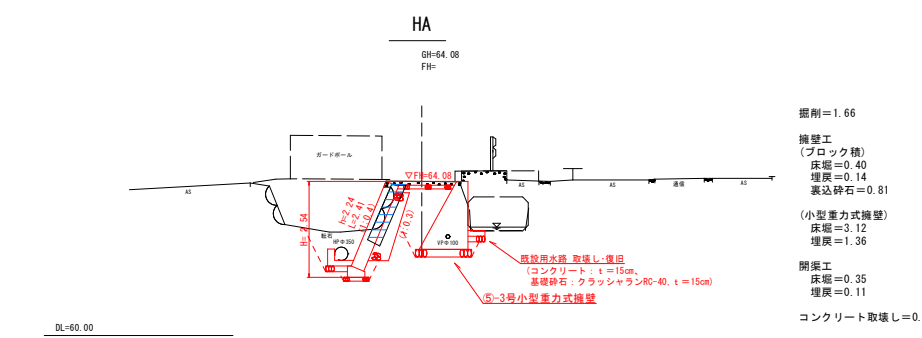 HA
GH=64.08
FH=
ガードポール
▽FH=64.08
AS
AS
通信
AS
H=2.54
h=2.24
L=2.41
(1:0.4)
(1:0.3)
転石
HPΦ350
VPΦ100
既設用水路 取壊し・復旧
(コンクリート：t＝15cm、
基礎砕石：クラッシャランRC-40、t＝15cm)
⑤-3号小型重力式擁壁
DL=60.00
掘削＝1.66
擁壁工
(ブロック積)
床堀＝0.40
埋戻＝0.14
裏込砕石＝0.81
(小型重力式擁壁)
床堀＝3.12
埋戻＝1.36
開渠工
床堀＝0.35
埋戻＝0.11
コンクリート取壊し＝0.